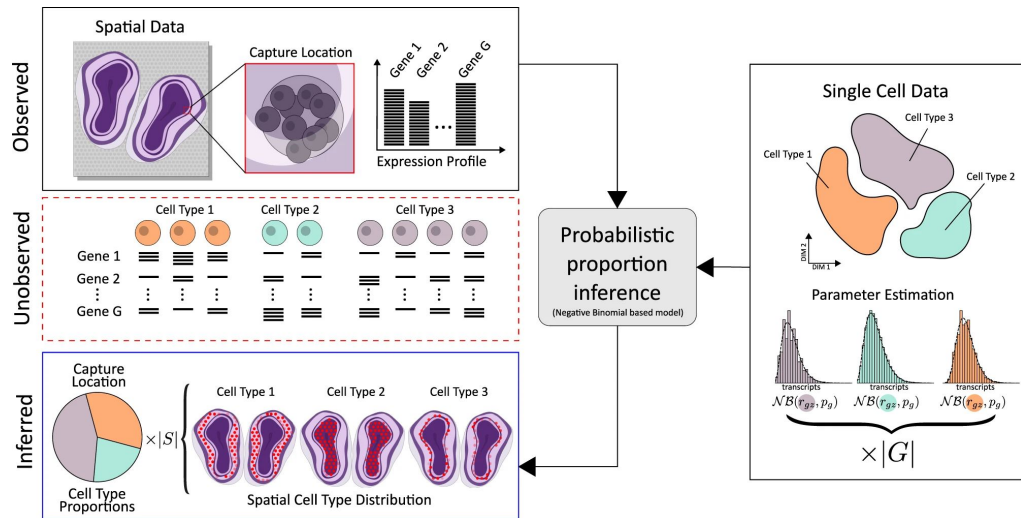 Observed
Spatial Data
Capture Location
Gene 1
Gene 2
Gene G
...
Expression Profile
Unobserved
Cell Type 1
Cell Type 2
Cell Type 3
Gene 1
Gene 2
Gene G
Inferred
Capture
Location
Cell Type
Proportions
×|S|
Cell Type 1
Cell Type 2
Cell Type 3
Spatial Cell Type Distribution
Probabilistic
proportion
inference
(Negative Binomial based model)
Single Cell Data
Cell Type 3
Cell Type 1
Cell Type 2
DIM 2
DIM 1
Parameter Estimation
transcripts
transcripts
transcripts
NB(r_gz, p_g)
NB(r_gz, p_g)
NB(r_gz, p_g)
×|G|